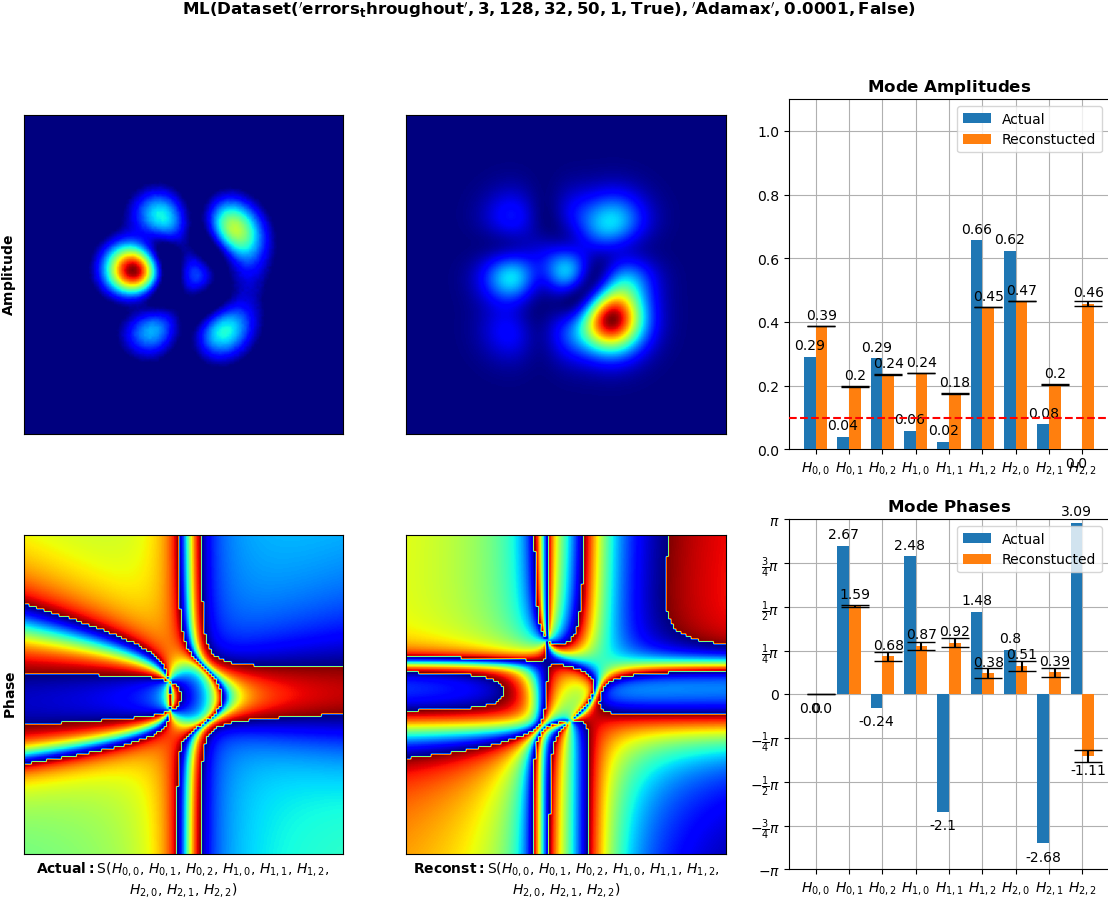 ML(Dataset('errors_throughout', 3, 128, 32, 50, 1, True), 'Adamax', 0.0001, False)
Amplitude
Mode Amplitudes
Actual
Reconstucted
1.0
0.8
0.6
0.4
0.2
0.0
0.29
0.39
0.04
0.2
0.29
0.24
0.06
0.24
0.02
0.18
0.66
0.45
0.62
0.47
0.08
0.2
0.0
0.46
H0,0 H0,1 H0,2 H1,0 H1,1 H1,2 H2,0 H2,1 H2,2
Phase
Actual: S(H0,0, H0,1, H0,2, H1,0, H1,1, H1,2,
H2,0, H2,1, H2,2)
Reconst: S(H0,0, H0,1, H0,2, H1,0, H1,1, H1,2,
H2,0, H2,1, H2,2)
Mode Phases
Actual
Reconstucted
π
3/4π
1/2π
1/4π
0
−1/4π
−1/2π
−3/4π
−π
0.0
0.0
2.67
1.59
-0.24
0.68
2.48
0.87
-2.1
0.92
1.48
0.38
0.8
0.51
-2.68
0.39
3.09
-1.11
H0,0 H0,1 H0,2 H1,0 H1,1 H1,2 H2,0 H2,1 H2,2